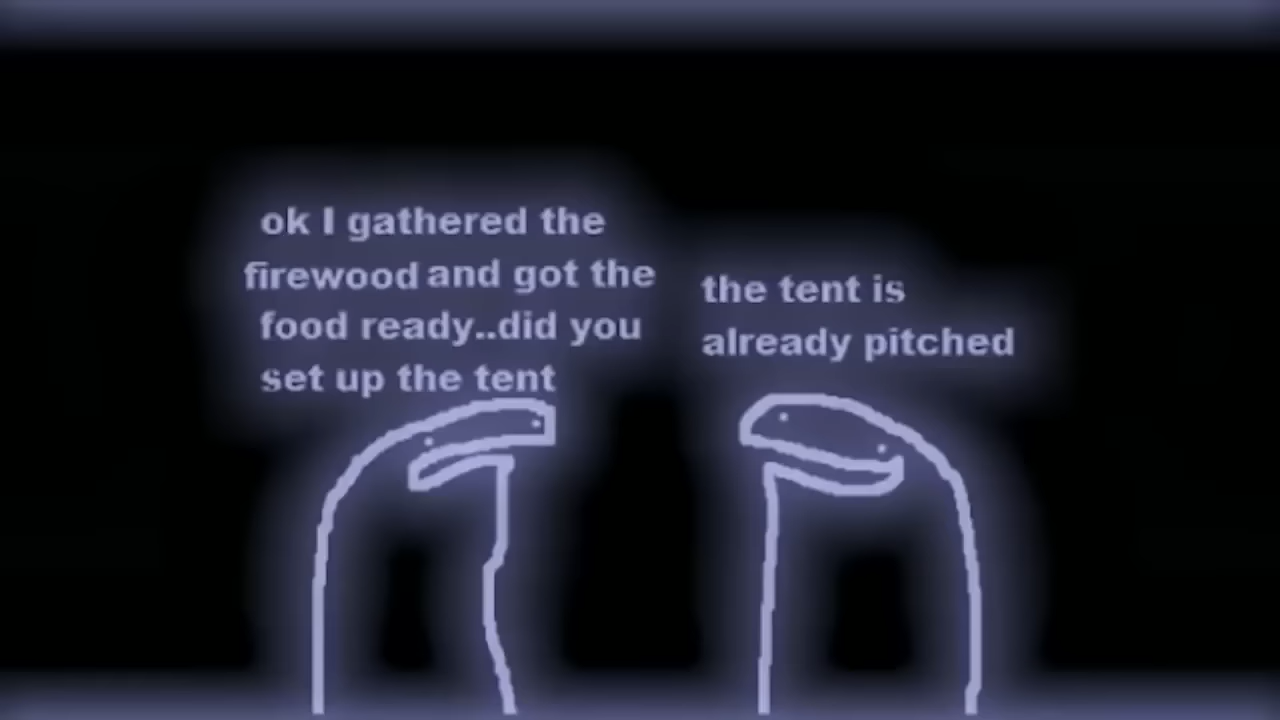 ok I gathered the
firewood and got the
food ready..did you
set up the tent
the tent is
already pitched